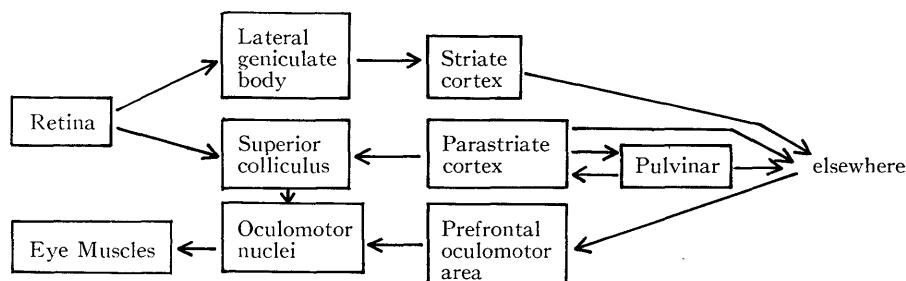 Lateral
geniculate
body
Striate
cortex
Retina
Superior
colliculus
Parastriate
cortex
Pulvinar
elsewhere
Eye Muscles
Oculomotor
nuclei
Prefrontal
oculomotor
area